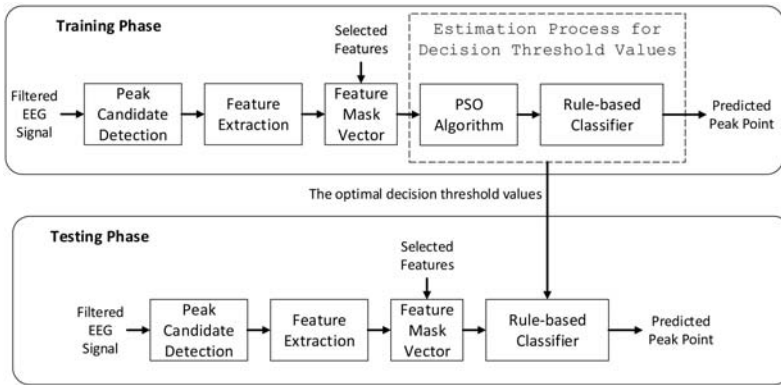 Training Phase
Estimation Process for
Decision Threshold Values
Selected
Features
Filtered
EEG
Signal
Peak
Candidate
Detection
Feature
Extraction
Feature
Mask
Vector
PSO
Algorithm
Rule-based
Classifier
Predicted
Peak Point
The optimal decision threshold values
Testing Phase
Selected
Features
Filtered
EEG
Signal
Peak
Candidate
Detection
Feature
Extraction
Feature
Mask
Vector
Rule-based
Classifier
Predicted
Peak Point